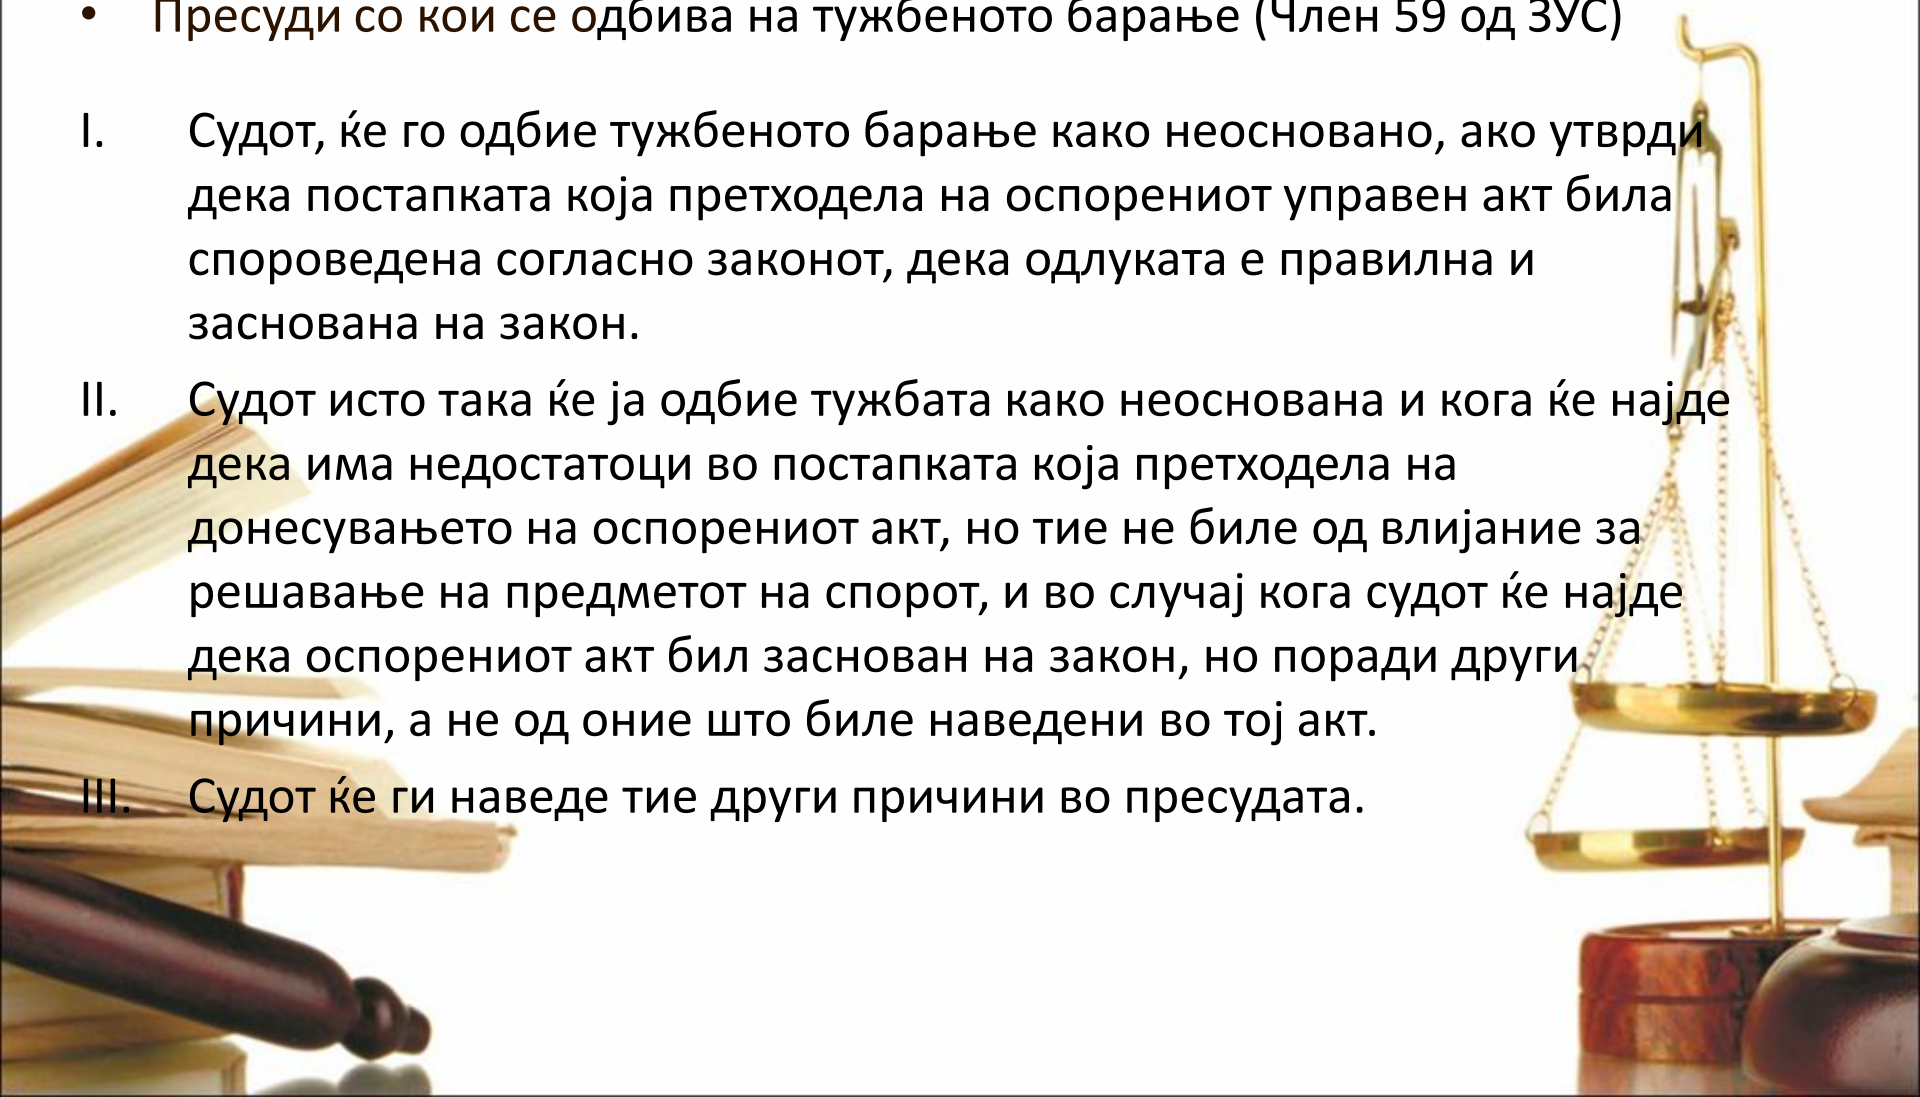 • Пресуди со кои се одбива на тужбеното барање (Член 59 од ЗУС)
I. Судот, ќе го одбие тужбеното барање како неосновано, ако утврди
дека постапката која претходела на оспорениот управен акт била
спороведена согласно законот, дека одлуката е правилна и
заснована на закон.
II. Судот исто така ќе ја одбие тужбата како неоснована и кога ќе најде
дека има недостатоци во постапката која претходела на
донесувањето на оспорениот акт, но тие не биле од влијание за
решавање на предметот на спорот, и во случај кога судот ќе најде
дека оспорениот акт бил заснован на закон, но поради други
причини, а не од оние што биле наведени во тој акт.
III. Судот ќе ги наведе тие други причини во пресудата.